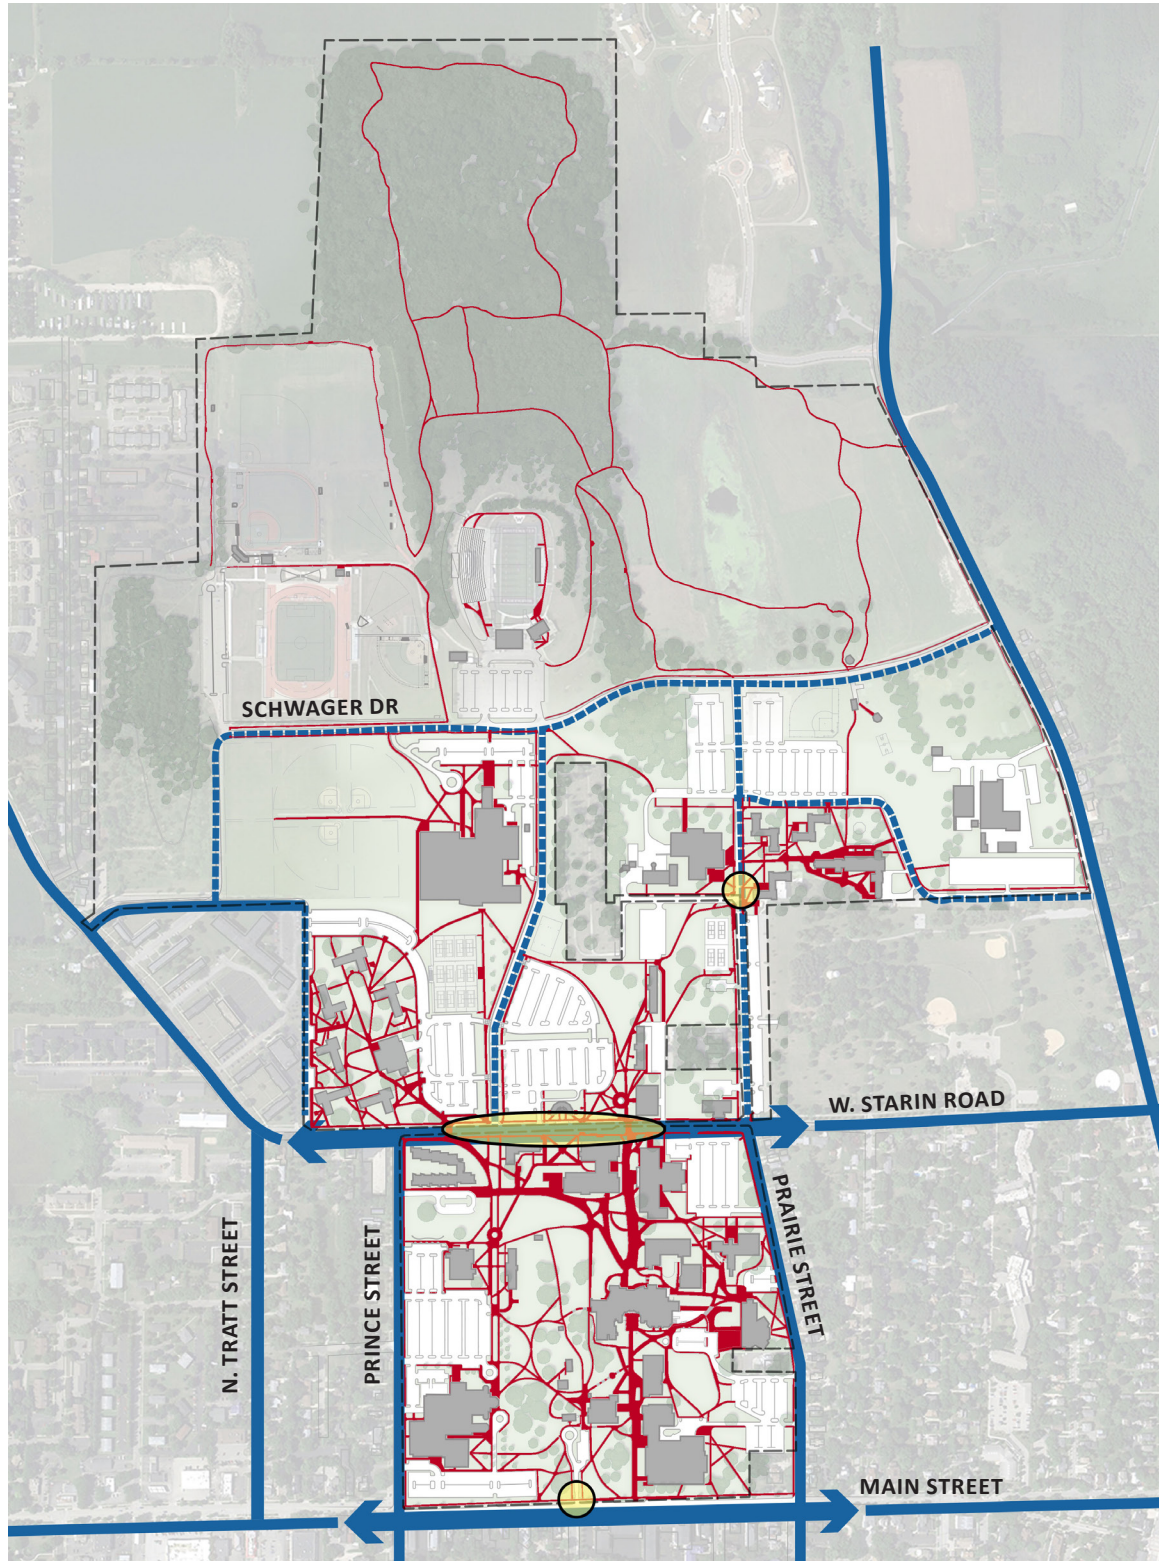 SCHWAGER DR
W. STARIN ROAD
PRAIRIE STREET
N. TRATT STREET
PRINCE STREET
MAIN STREET